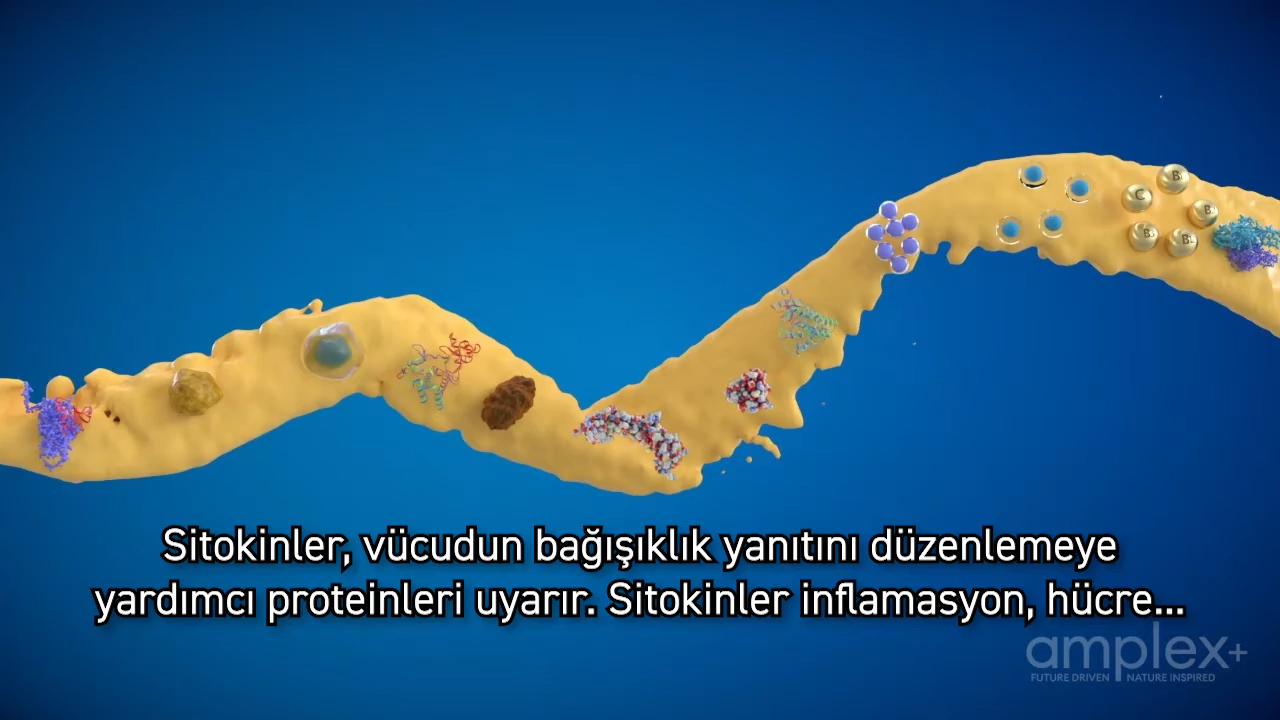 C
B
Sitokinler, vücudun bağışıklık yanıtını düzenlemeye
yardımcı proteinleri uyarır. Sitokinler inflamasyon, hücre...
amplex+
FUTURE DRIVEN NATURE INSPIRED